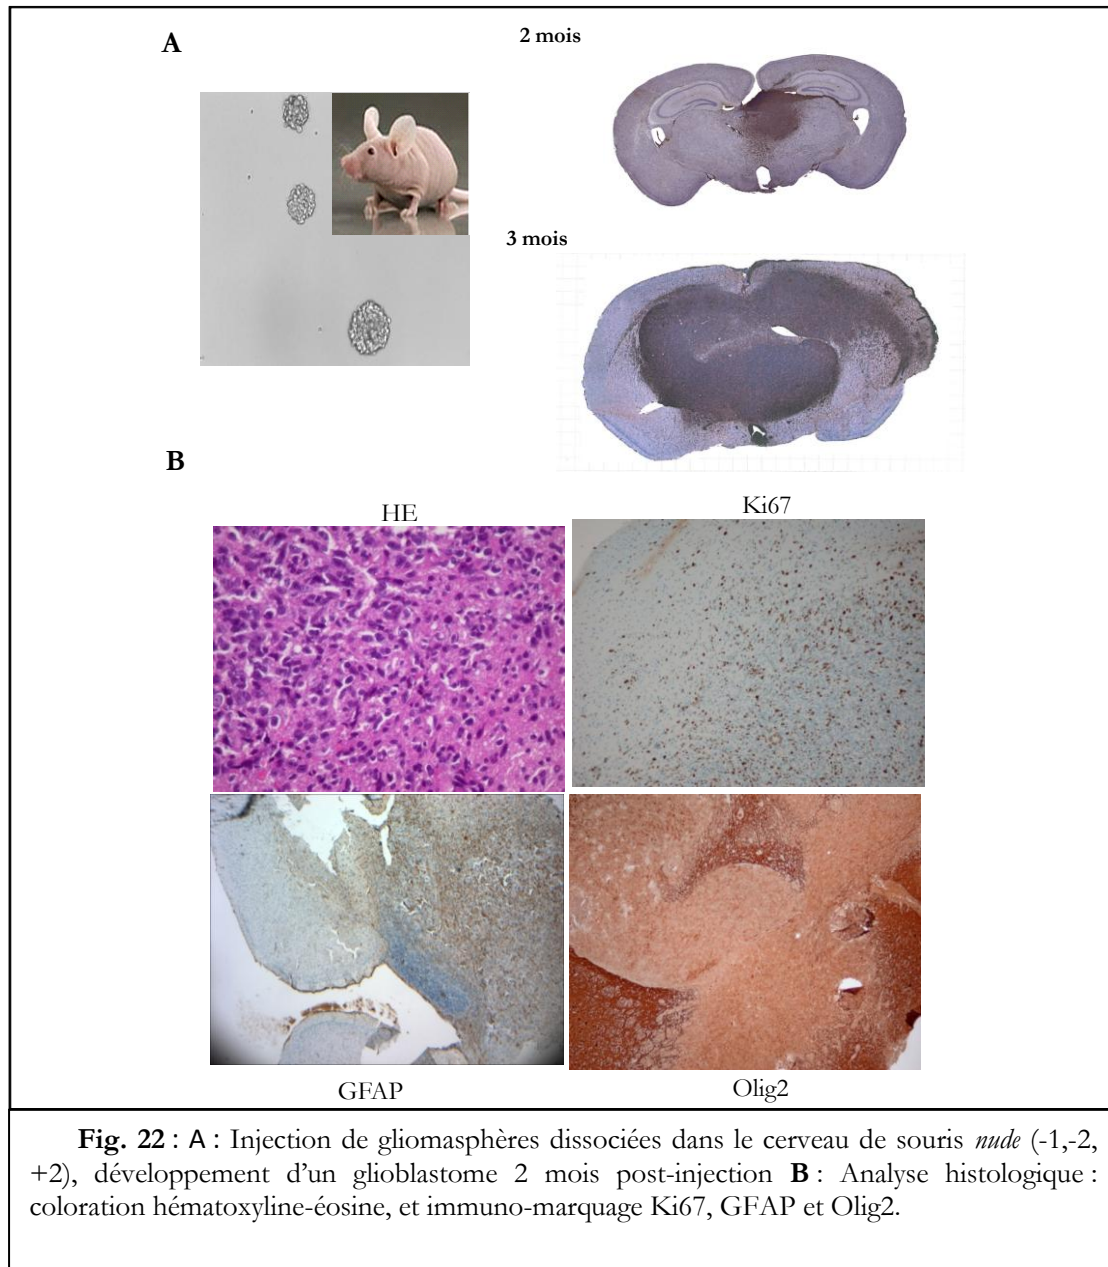 A
2 mois
3 mois
B
HE
Ki67
GFAP
Olig2
Fig. 22 : A : Injection de gliomasphères dissociées dans le cerveau de souris nude (-1,-2,
+2), développement d’un glioblastome 2 mois post-injection B : Analyse histologique :
coloration hématoxyline-éosine, et immuno-marquage Ki67, GFAP et Olig2.